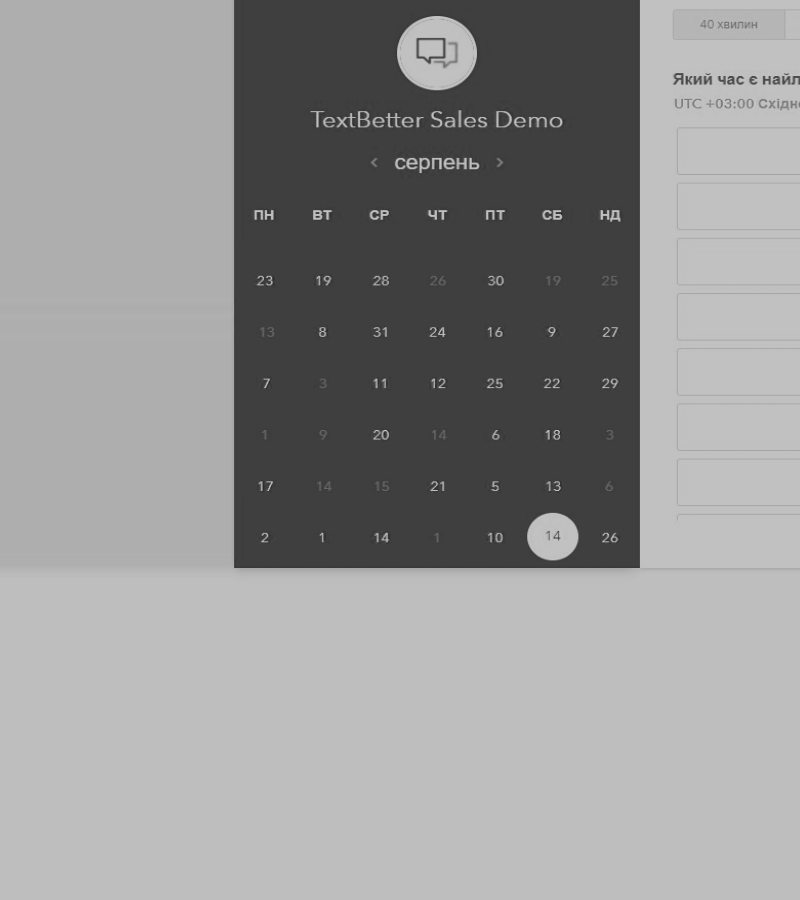 40 хвилин
TextBetter Sales Demo
серпень
Який час є
UTC +03:00
ПН ВТ СР ЧТ ПТ СБ НД
23 19 28 26 30 19 25
13 8 31 24 16 9 27
7 3 11 12 25 22 29
1 9 20 14 6 18 3
17 14 15 21 5 13 6
2 1 14 1 10 14 26